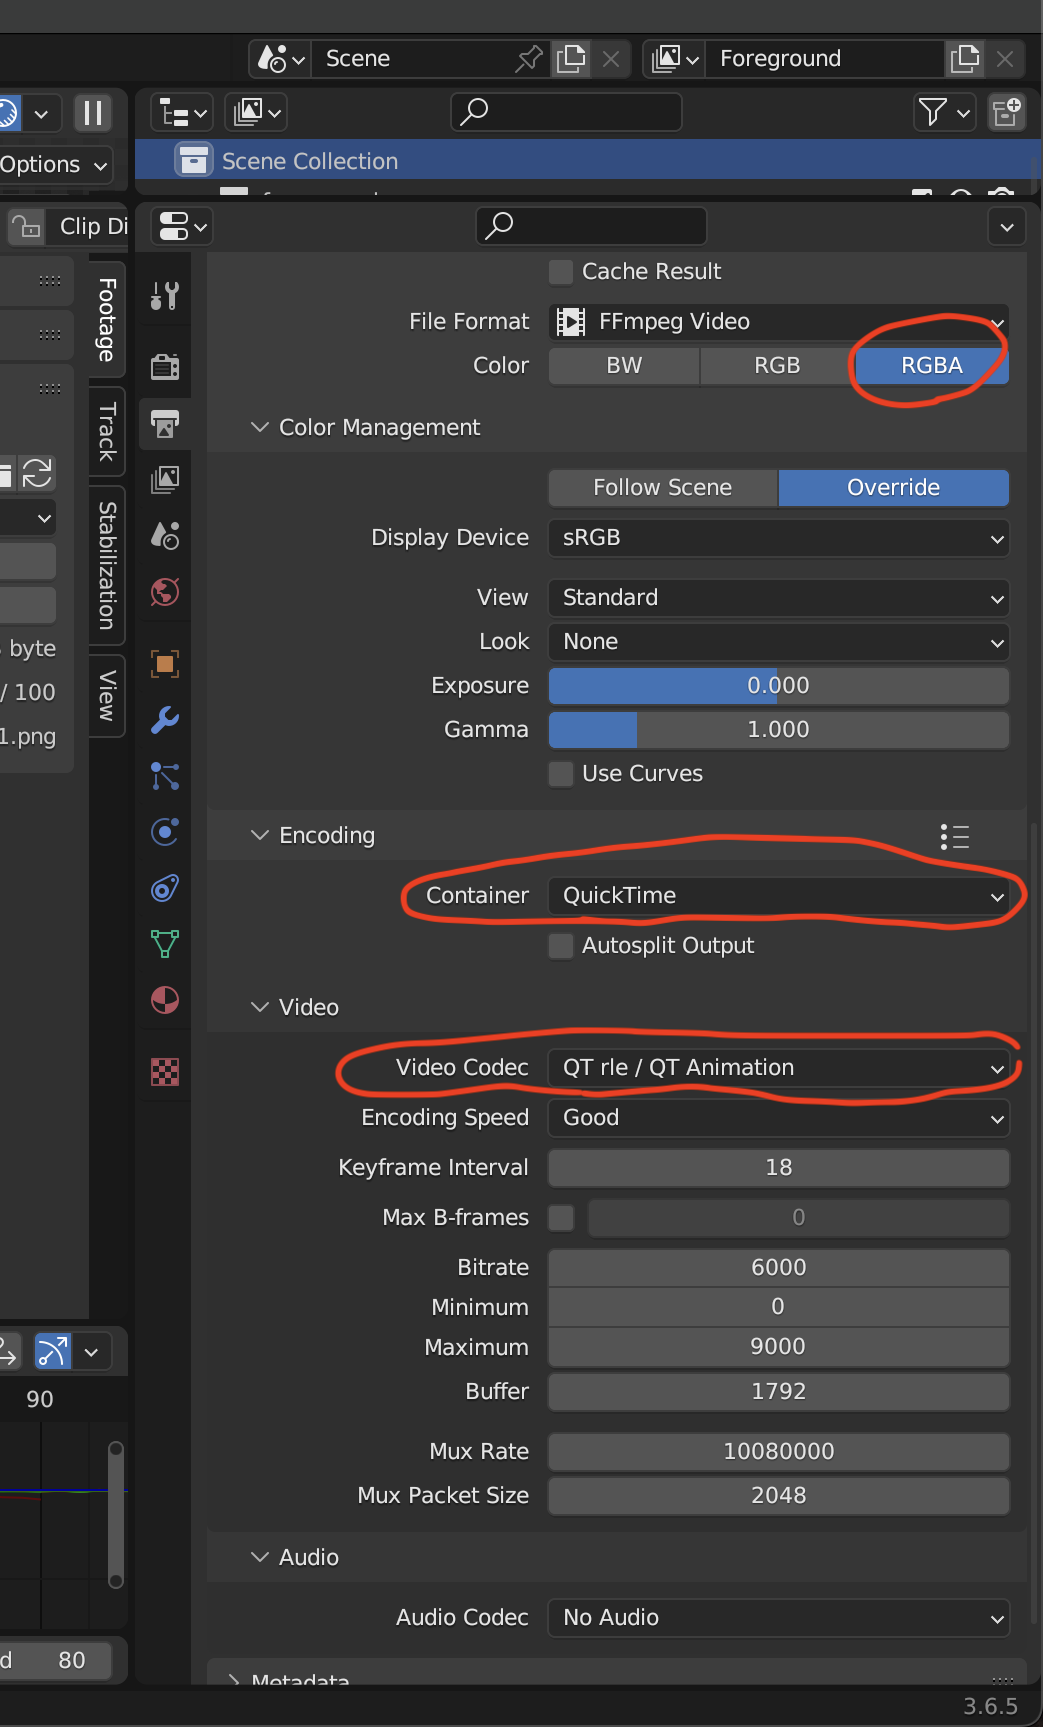 Scene
Foreground
Options
Scene Collection
Clip Di
Footage
Track
Stabilization
View
byte
/ 100
1.png
Cache Result
File Format FFmpeg Video
Color BW RGB RGBA
Color Management
Follow Scene Override
Display Device sRGB
View Standard
Look None
Exposure 0.000
Gamma 1.000
Use Curves
Encoding
Container QuickTime
Autosplit Output
Video
Video Codec QT rle / QT Animation
Encoding Speed Good
Keyframe Interval 18
Max B-frames 0
Bitrate 6000
Minimum 0
Maximum 9000
Buffer 1792
Mux Rate 10080000
Mux Packet Size 2048
Audio
Audio Codec No Audio
Metadata
90
d 80
3.6.5